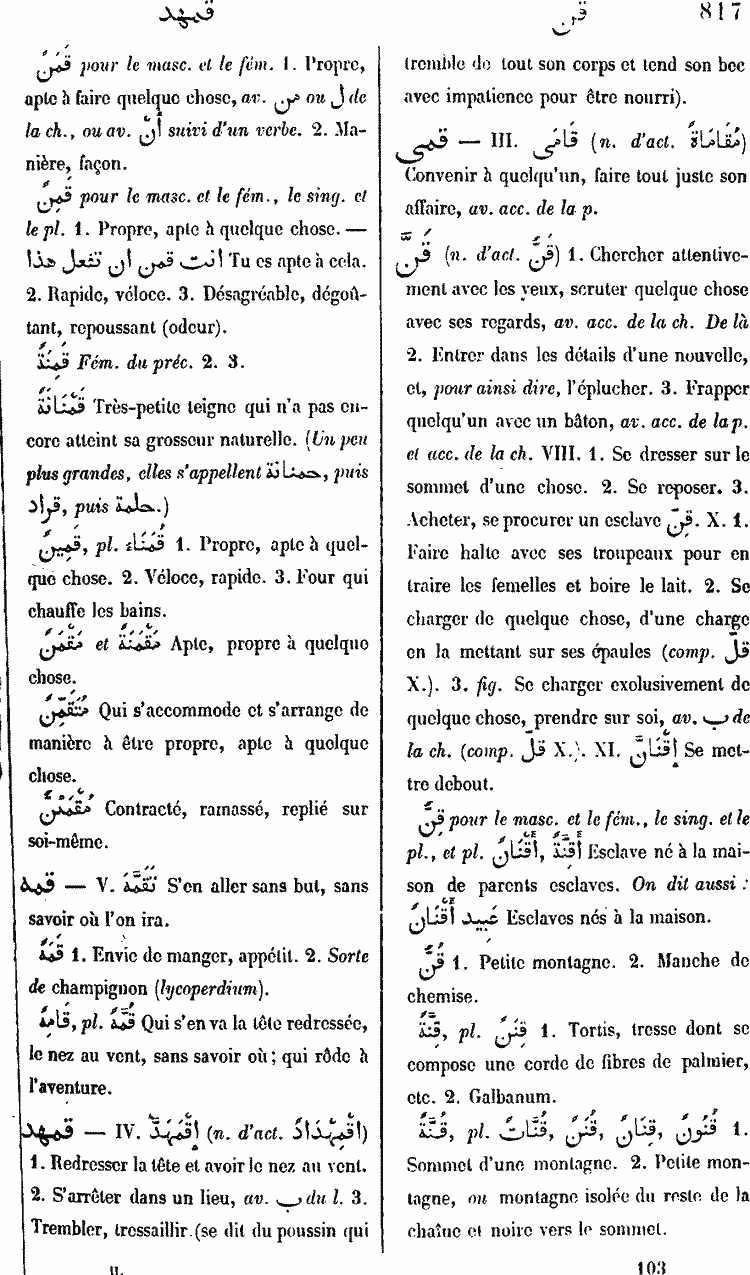 قمهد
قن
817
قَمَنٌ pour le masc. et le fém. 1. Propre,
apte à faire quelque chose, av. من ou ل de
la ch., ou av. أَنْ suivi d'un verbe. 2. Ma-
nière, façon.
قَمِنٌ pour le masc. et le fém., le sing. et
le pl. 1. Propre, apte à quelque chose. —
انت قمن ان تفعل هذا Tu es apte à cela.
2. Rapide, véloce. 3. Désagréable, dégoû-
tant, repoussant (odeur).
قَمِنَةٌ Fém. du préc. 2. 3.
قَمْنَانَةٌ Très-petite teigne qui n'a pas en-
core atteint sa grosseur naturelle. (Un peu
plus grandes, elles s'appellent حمنانة, puis
قراد, puis حلمة.)
قَمِينٌ, pl. قُمَنَاء 1. Propre, apte à quel-
que chose. 2. Véloce, rapide. 3. Four qui
chauffe les bains.
مَقْمَنٌ et مَقْمَنَةٌ Apte, propre à quelque
chose.
مُتَقَمِّنٌ Qui s'accommode et s'arrange de
manière à être propre, apte à quelque
chose.
مُقْمَئِنٌّ Contracté, ramassé, replié sur
soi-même.
قمه — V. تَقَمَّهَ S'en aller sans but, sans
savoir où l'on ira.
قَمَهٌ 1. Envie de manger, appétit. 2. Sorte
de champignon (lycoperdium).
قَامِهٌ, pl. قُمَّهٌ Qui s'en va la tête redressée,
le nez au vent, sans savoir où; qui rôde à
l'aventure.
قمهد — IV. إِقْمَهَدَّ (n. d'act. إِقْمِهْدَادٌ)
1. Redresser la tête et avoir le nez au vent.
2. S'arrêter dans un lieu, av. ب du l. 3.
Trembler, tressaillir (se dit du poussin qui
II.
tremble de tout son corps et tend son bec
avec impatience pour être nourri).
قمى — III. قَامَى (n. d'act. مُقَامَاةٌ)
Convenir à quelqu'un, faire tout juste son
affaire, av. acc. de la p.
قَنَّ (n. d'act. قَنٌّ) 1. Chercher attentive-
ment avec les yeux, scruter quelque chose
avec ses regards, av. acc. de la ch. De là
2. Entrer dans les détails d'une nouvelle,
et, pour ainsi dire, l'éplucher. 3. Frapper
quelqu'un avec un bâton, av. acc. de la p.
et acc. de la ch. VIII. 1. Se dresser sur le
sommet d'une chose. 2. Se reposer. 3.
Acheter, se procurer un esclave قنّ. X. 1.
Faire halte avec ses troupeaux pour en
traire les femelles et boire le lait. 2. Se
charger de quelque chose, d'une charge
en la mettant sur ses épaules (comp. قلّ
X.). 3. fig. Se charger exclusivement de
quelque chose, prendre sur soi, av. ب de
la ch. (comp. قلّ X.). XI. إِقْنَانَّ Se met-
tre debout.
قِنٌّ pour le masc. et le fém., le sing. et le
pl., et pl. أَقْنَانٌ, أَقِنَّةٌ Esclave né à la mai-
son de parents esclaves. On dit aussi :
عَبِيد أَقْنَانٌ Esclaves nés à la maison.
قُنٌّ 1. Petite montagne. 2. Manche de
chemise.
قِنَّةٌ, pl. قِنَنٌ 1. Tortis, tresse dont se
compose une corde de fibres de palmier,
etc. 2. Galbanum.
قُنَّةٌ, pl. قُنَّاتٌ, قُنَنٌ, قِنَانٌ, قُنُونٌ 1.
Sommet d'une montagne. 2. Petite mon-
tagne, ou montagne isolée du reste de la
chaîne et noire vers le sommet.
103